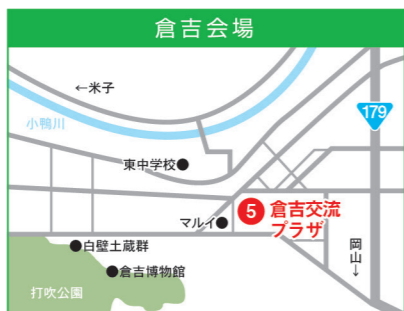 倉吉会場
←米子
179
小鴨川
東中学校●
5 倉吉交流
プラザ
マルイ●
岡山→
●白壁土蔵群
●倉吉博物館
打吹公園